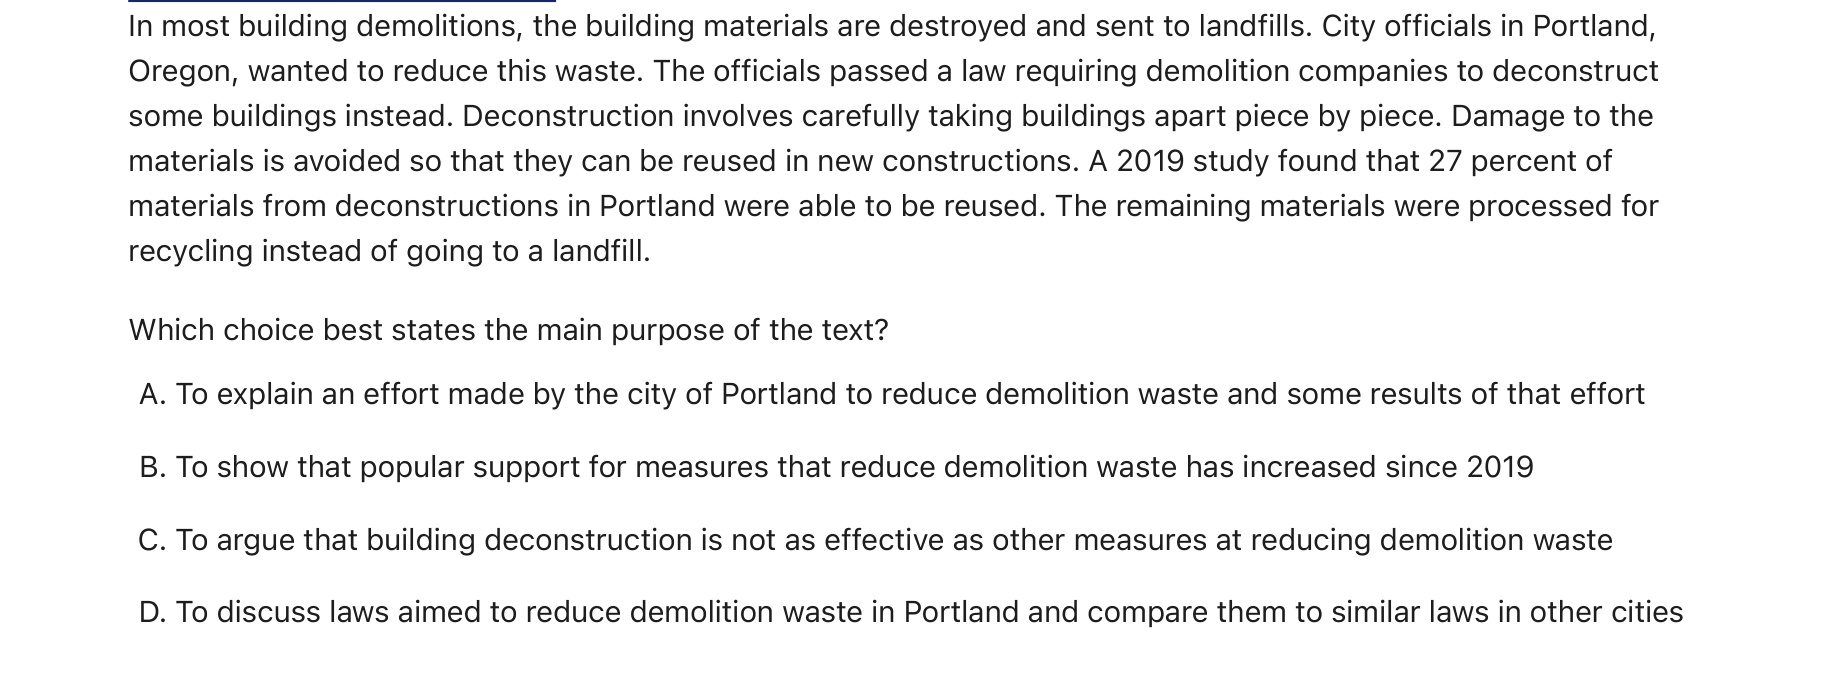 In most building demolitions, the building materials are destroyed and sent to landfills. City officials in Portland,
Oregon, wanted to reduce this waste. The officials passed a law requiring demolition companies to deconstruct
some buildings instead. Deconstruction involves carefully taking buildings apart piece by piece. Damage to the
materials is avoided so that they can be reused in new constructions. A 2019 study found that 27 percent of
materials from deconstructions in Portland were able to be reused. The remaining materials were processed for
recycling instead of going to a landfill.
Which choice best states the main purpose of the text?
A. To explain an effort made by the city of Portland to reduce demolition waste and some results of that effort
B. To show that popular support for measures that reduce demolition waste has increased since 2019
C. To argue that building deconstruction is not as effective as other measures at reducing demolition waste
D. To discuss laws aimed to reduce demolition waste in Portland and compare them to similar laws in other cities